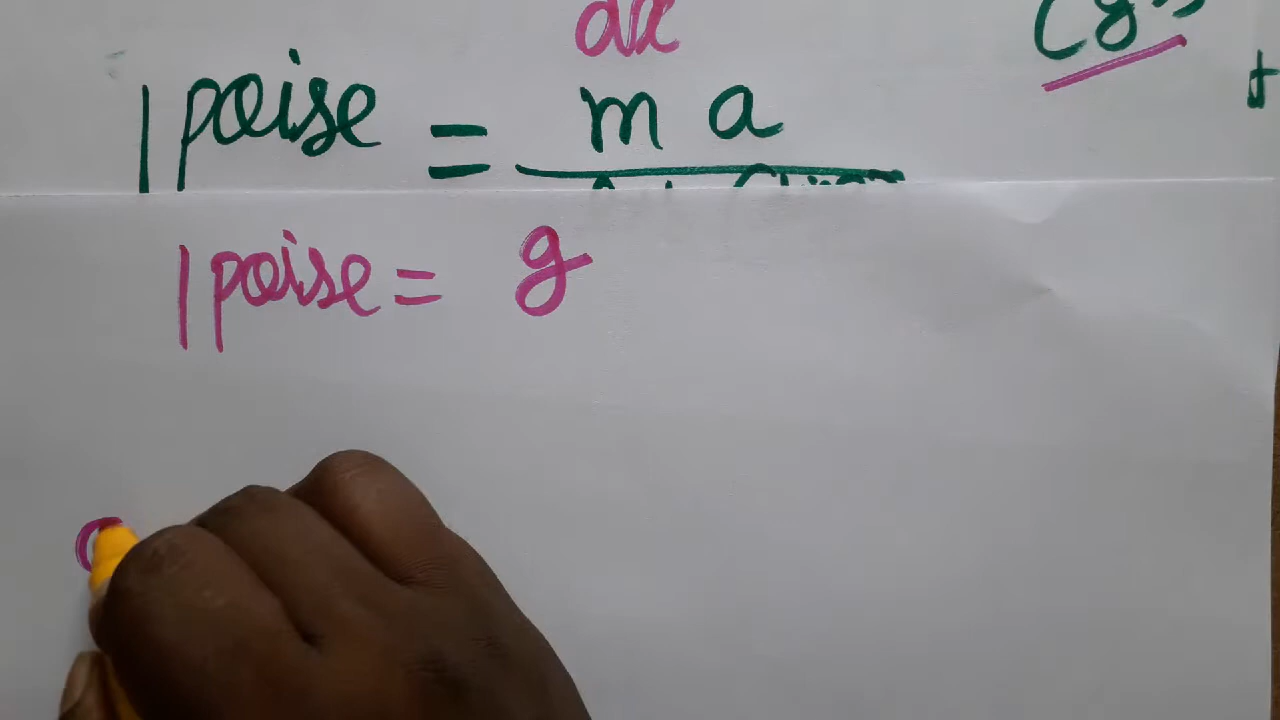 dx
1 poise = m a
1 poise = g